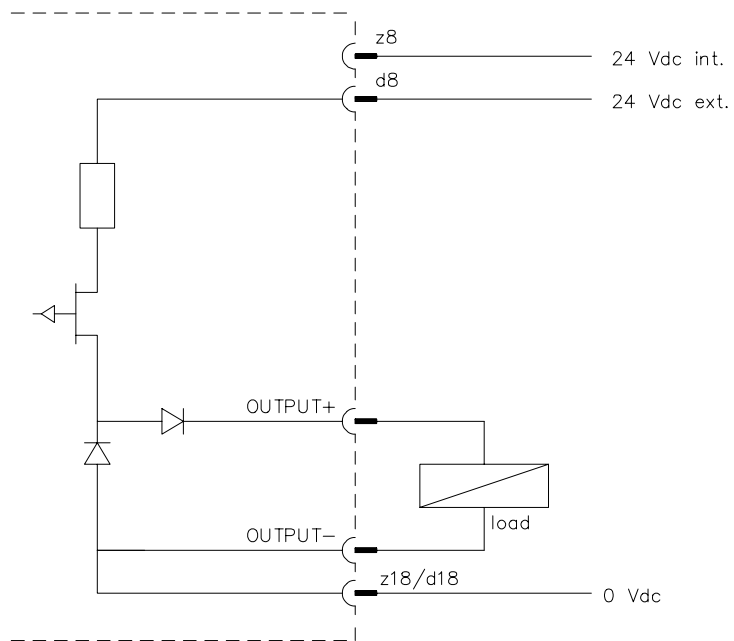 z8
24 Vdc int.
d8
24 Vdc ext.
OUTPUT+
OUTPUT-
load
z18/d18
0 Vdc